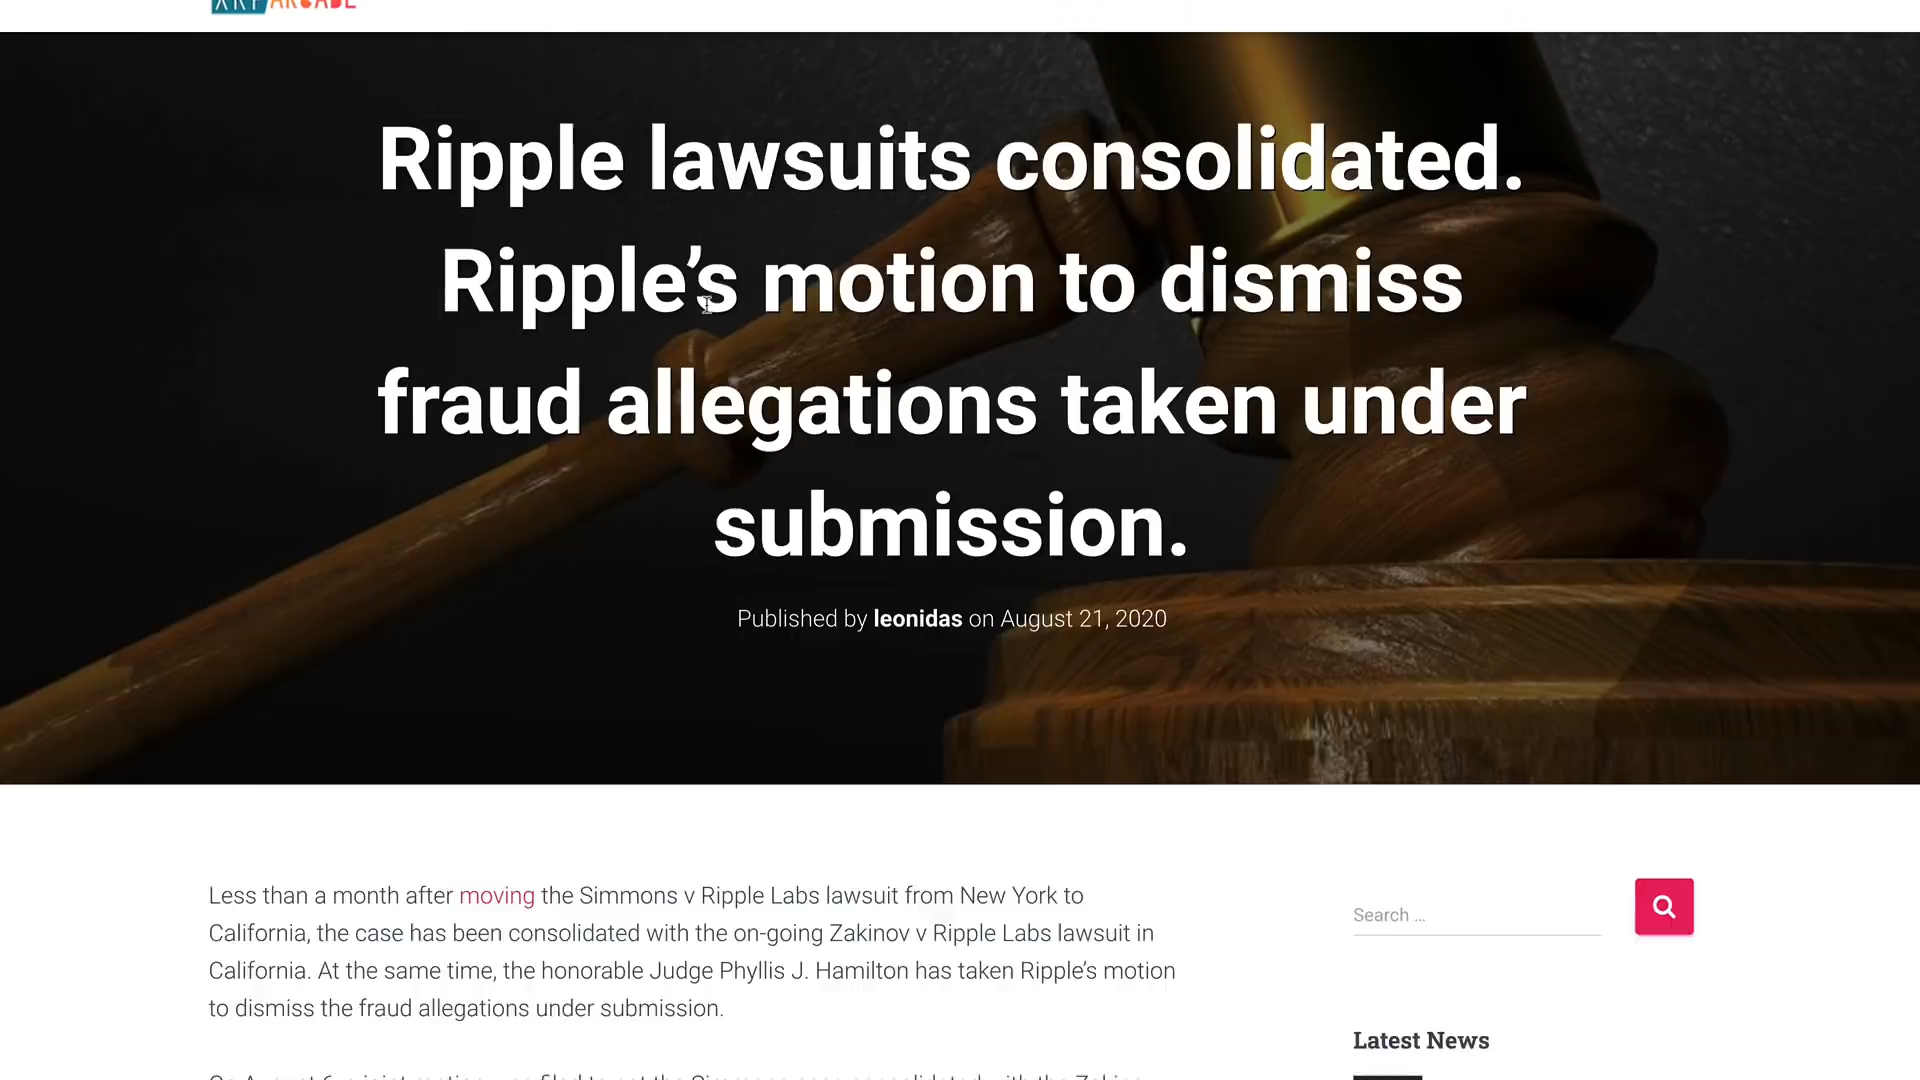 Ripple lawsuits consolidated.
Ripple’s motion to dismiss
fraud allegations taken under
submission.
Published by leonidas on August 21, 2020
Less than a month after moving the Simmons v Ripple Labs lawsuit from New York to
California, the case has been consolidated with the on-going Zakinov v Ripple Labs lawsuit in
California. At the same time, the honorable Judge Phyllis J. Hamilton has taken Ripple’s motion
to dismiss the fraud allegations under submission.
Search …
Latest News